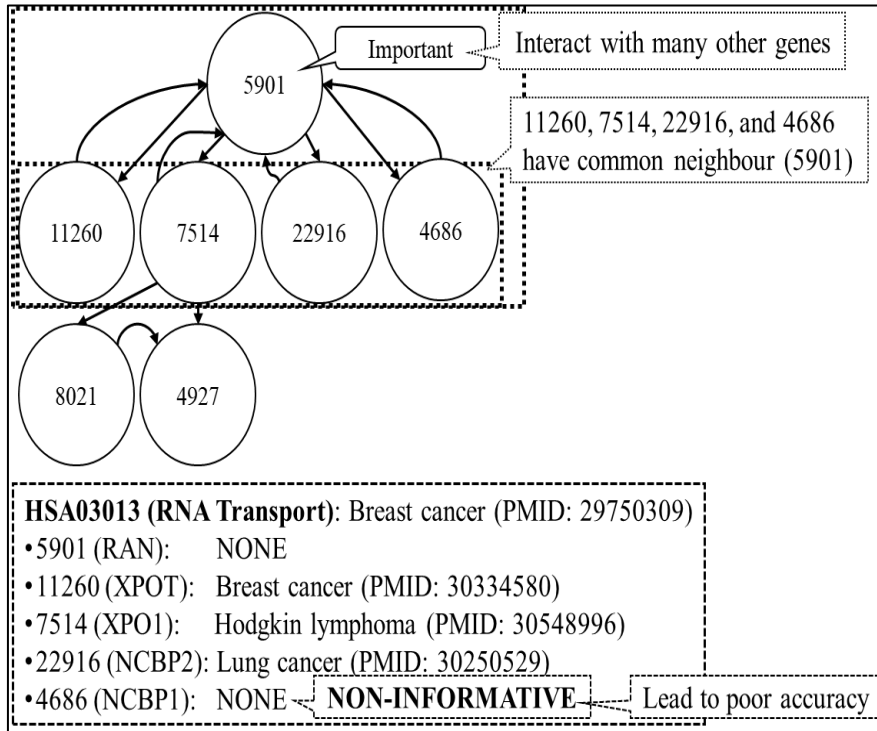 5901
Important
Interact with many other genes
11260, 7514, 22916, and 4686
have common neighbour (5901)
11260
7514
22916
4686
8021
4927
HSA03013 (RNA Transport): Breast cancer (PMID: 29750309)
•5901 (RAN): NONE
•11260 (XPOT): Breast cancer (PMID: 30334580)
•7514 (XPO1): Hodgkin lymphoma (PMID: 30548996)
•22916 (NCBP2): Lung cancer (PMID: 30250529)
•4686 (NCBP1): NONE
NON-INFORMATIVE
Lead to poor accuracy